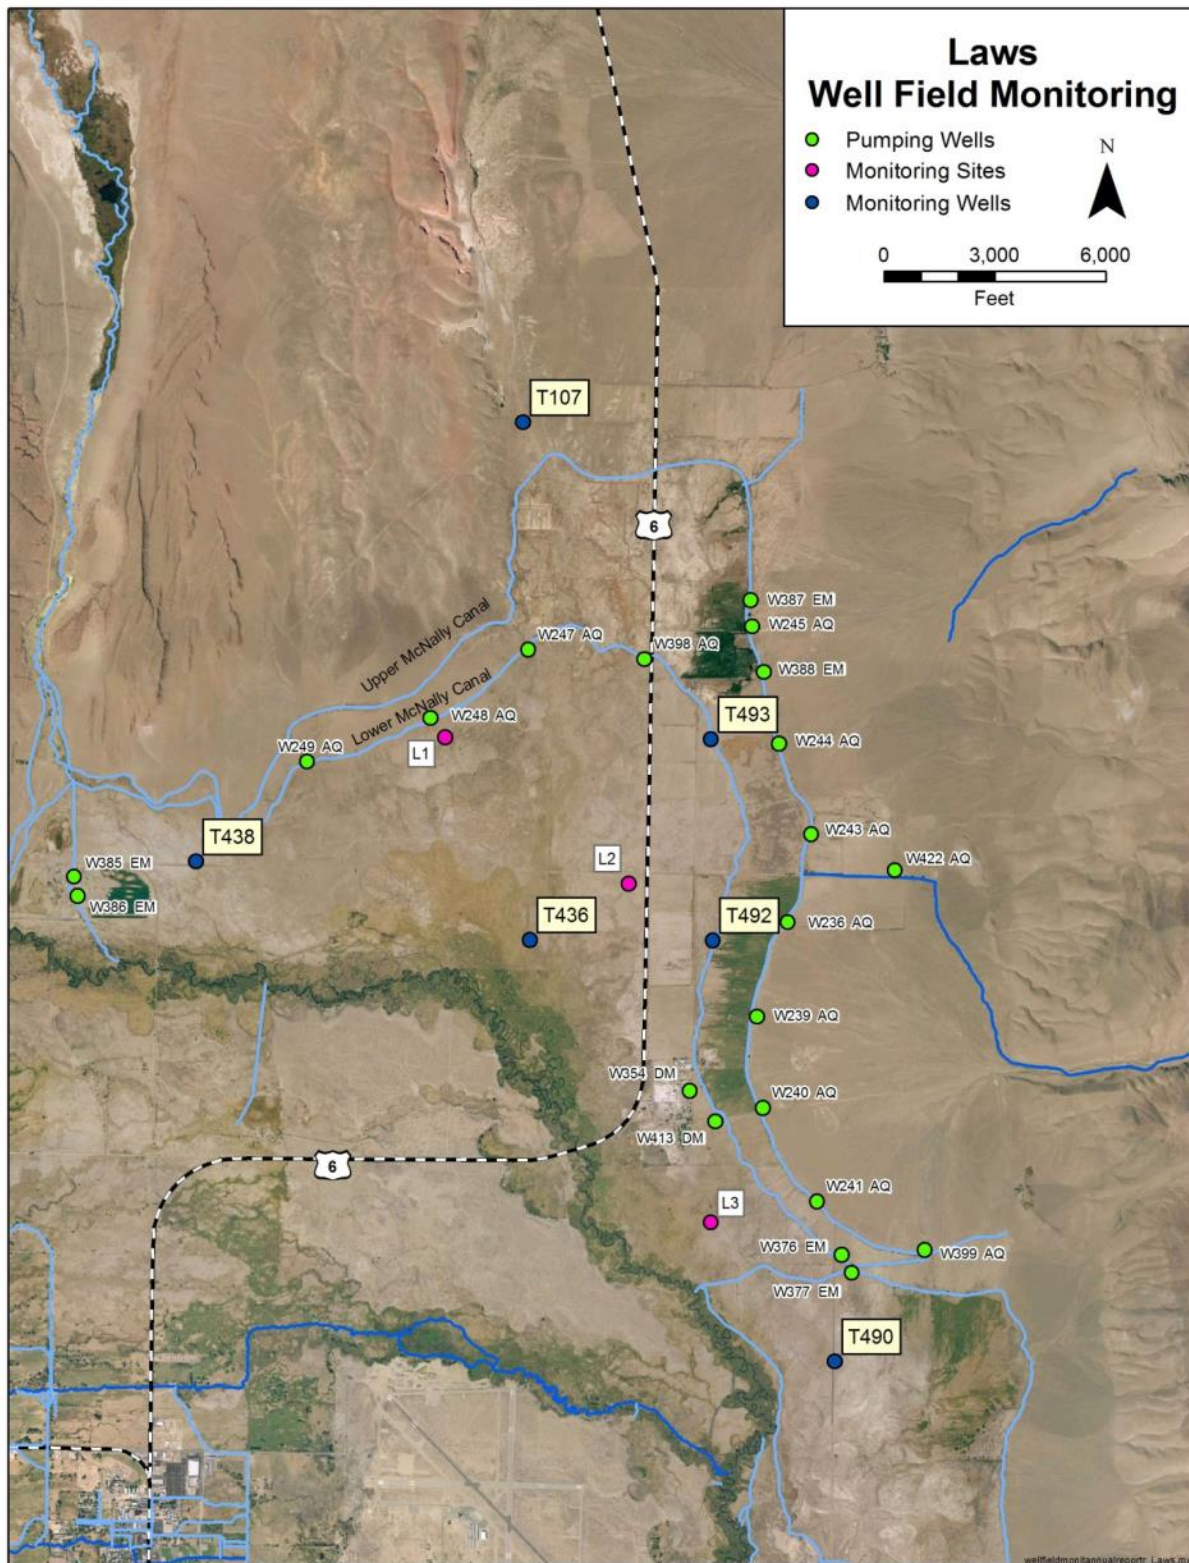 Laws
Well Field Monitoring
Pumping Wells
Monitoring Sites
Monitoring Wells
N
0 3,000 6,000
Feet
T107
6
Upper McNally Canal
W387 EM
W245 AQ
W247 AQ
W398 AQ
W388 EM
Lower McNally Canal
W248 AQ
T493
L1
W244 AQ
W249 AQ
T438
W243 AQ
W385 EM
L2
W422 AQ
W386 EM
T436
T492
W236 AQ
W239 AQ
W354 DM
W240 AQ
W413 DM
6
W241 AQ
L3
W376 EM
W399 AQ
W377 EM
T490